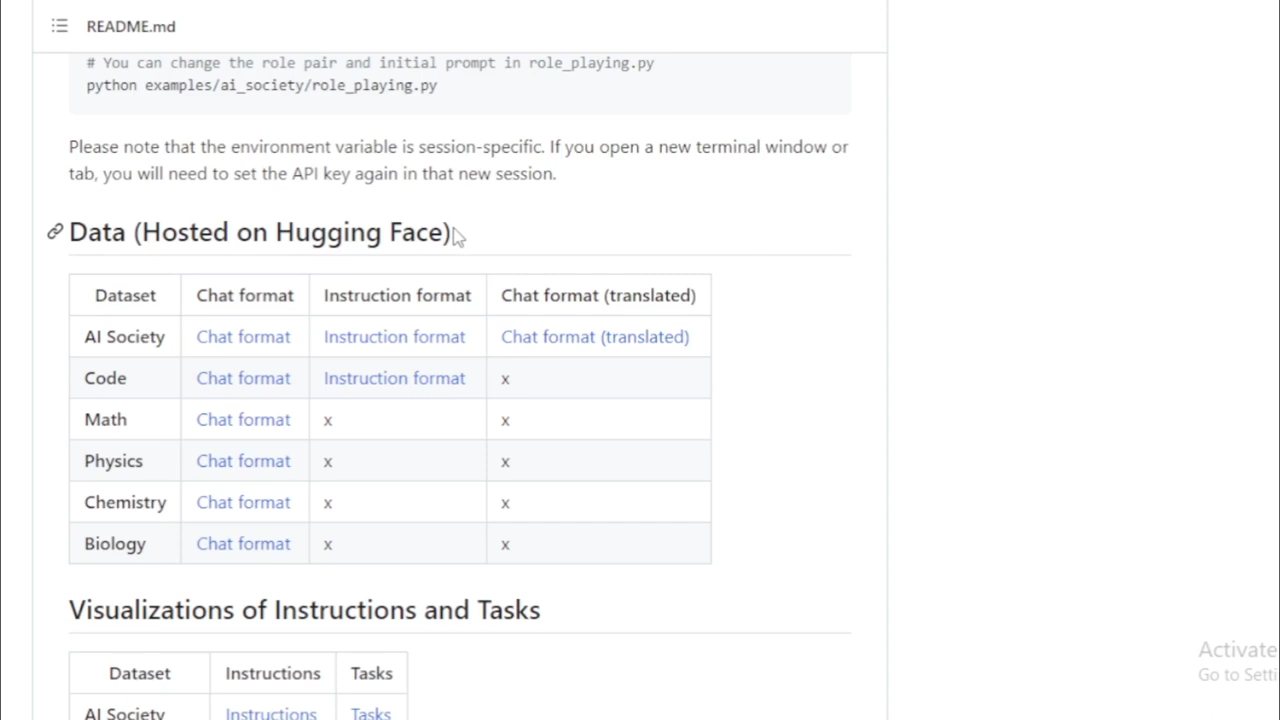 README.md
# You can change the role pair and initial prompt in role_playing.py
python examples/ai_society/role_playing.py
Please note that the environment variable is session-specific. If you open a new terminal window or
tab, you will need to set the API key again in that new session.
Data (Hosted on Hugging Face)
Dataset Chat format Instruction format Chat format (translated)
AI Society Chat format Instruction format Chat format (translated)
Code Chat format Instruction format x
Math Chat format x x
Physics Chat format x x
Chemistry Chat format x x
Biology Chat format x x
Visualizations of Instructions and Tasks
Dataset Instructions Tasks
AI Society Instructions Tasks
Activate
Go to Setti